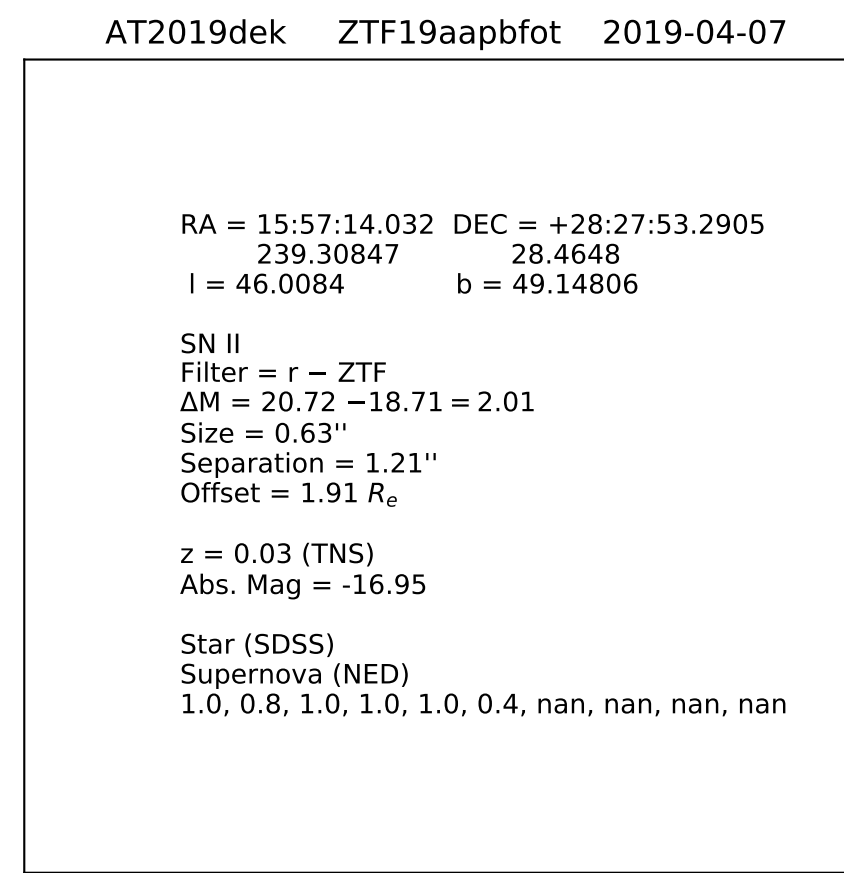 AT2019dek ZTF19aapbfot 2019-04-07
RA = 15:57:14.032 DEC = +28:27:53.2905
239.30847 28.4648
l = 46.0084 b = 49.14806
SN II
Filter = r − ZTF
ΔM = 20.72 −18.71 = 2.01
Size = 0.63''
Separation = 1.21''
Offset = 1.91 Rₑ
z = 0.03 (TNS)
Abs. Mag = -16.95
Star (SDSS)
Supernova (NED)
1.0, 0.8, 1.0, 1.0, 1.0, 0.4, nan, nan, nan, nan